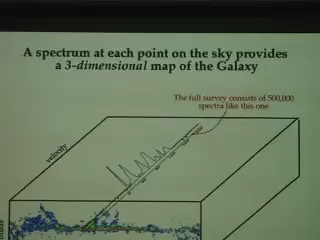 A spectrum at each point on the sky provides
a 3-dimensional map of the Galaxy
The full survey consists of 500,000
spectra like this one
velocity